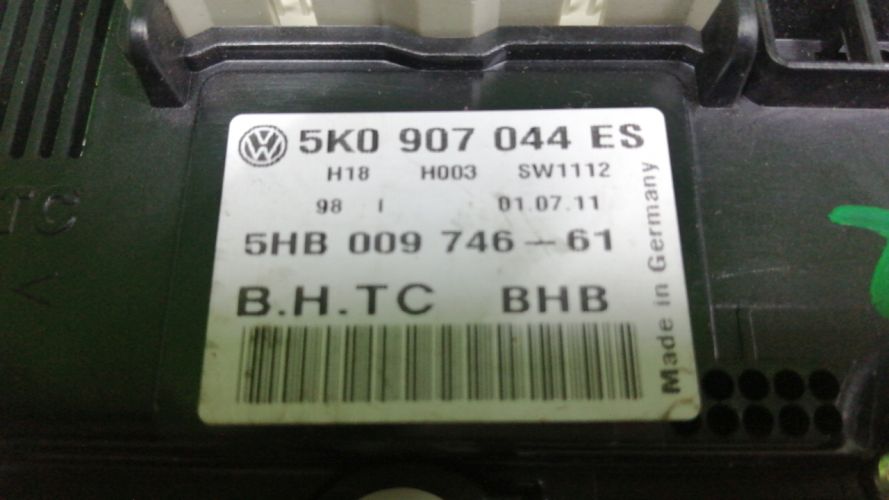 5K0 907 044 ES
H18 H003 SW1112
98 I 01.07.11
5HB 009 746-61
B.H.TC BHB
Made in Germany
TC